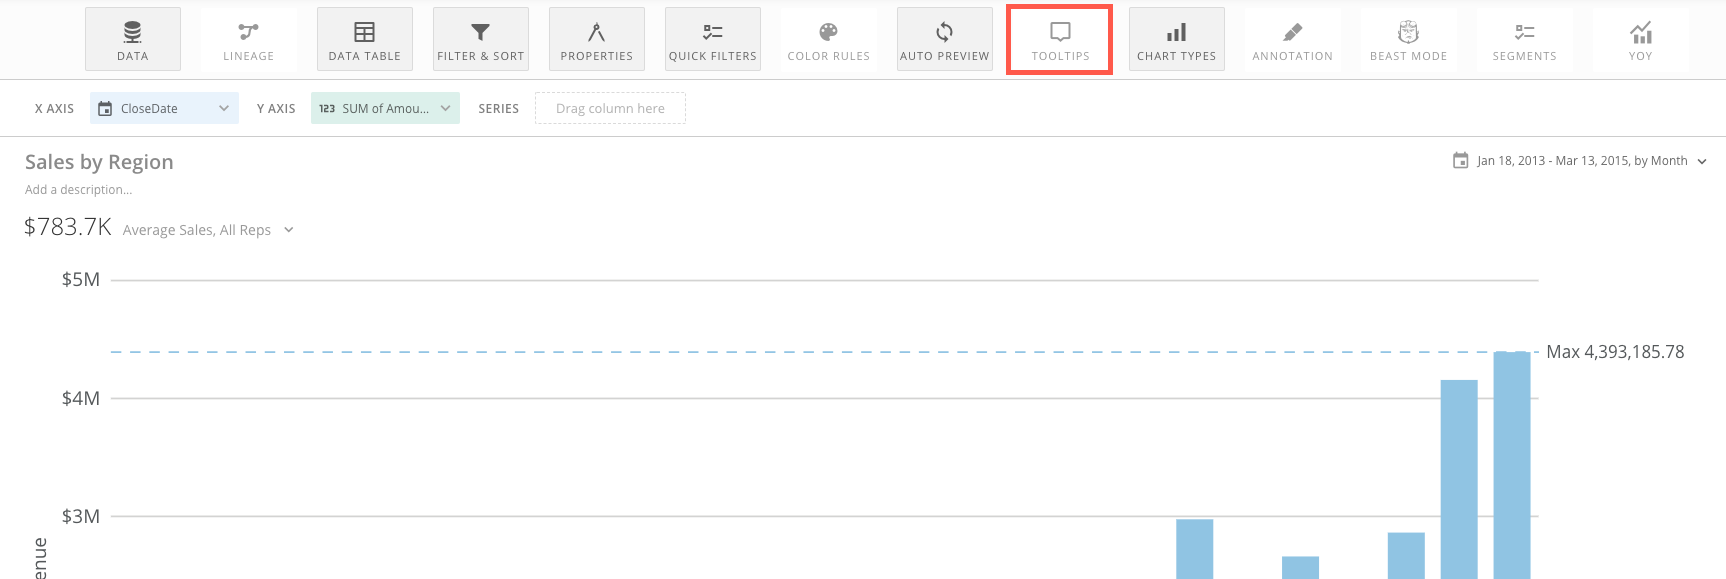 DATA LINEAGE DATA TABLE FILTER & SORT PROPERTIES QUICK FILTERS COLOR RULES AUTO PREVIEW TOOLTIPS CHART TYPES ANNOTATION BEAST MODE SEGMENTS YOY
X AXIS CloseDate Y AXIS 123 SUM of Amou... SERIES Drag column here
Sales by Region
Jan 18, 2013 - Mar 13, 2015, by Month
Add a description...
$783.7K Average Sales, All Reps
$5M
Max 4,393,185.78
$4M
$3M
enue